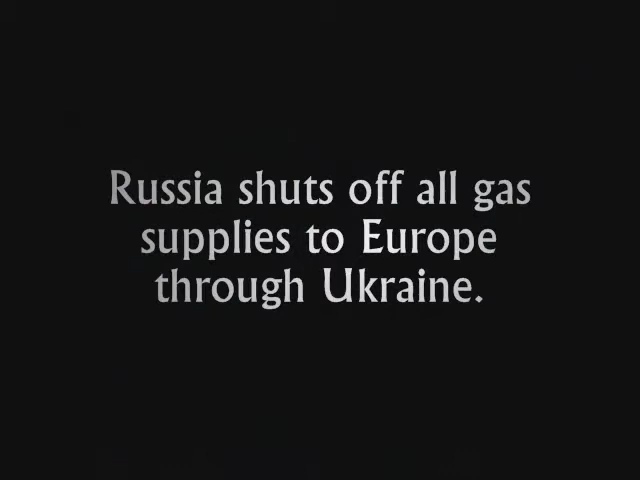 Russia shuts off all gas
supplies to Europe
through Ukraine.